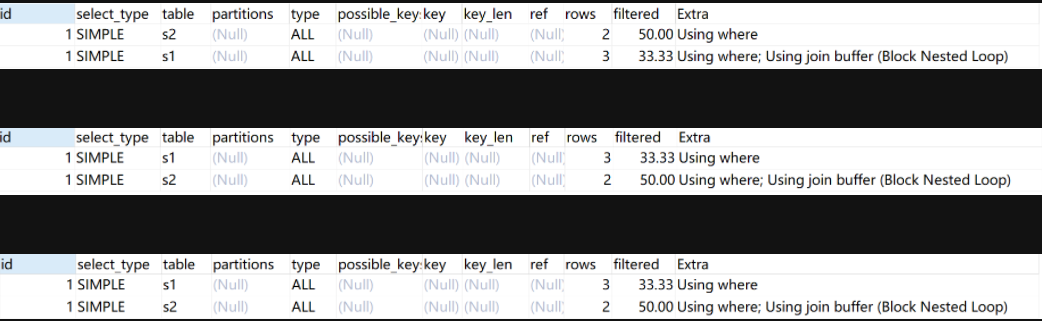 id select_type table partitions type possible_key: key key_len ref rows filtered Extra
1 SIMPLE s2 (Null) ALL (Null) (Null) (Null) (Null) 2 50.00 Using where
1 SIMPLE s1 (Null) ALL (Null) (Null) (Null) (Null) 3 33.33 Using where; Using join buffer (Block Nested Loop)
id select_type table partitions type possible_key: key key_len ref rows filtered Extra
1 SIMPLE s1 (Null) ALL (Null) (Null) (Null) (Null) 3 33.33 Using where
1 SIMPLE s2 (Null) ALL (Null) (Null) (Null) (Null) 2 50.00 Using where; Using join buffer (Block Nested Loop)
id select_type table partitions type possible_key: key key_len ref rows filtered Extra
1 SIMPLE s1 (Null) ALL (Null) (Null) (Null) (Null) 3 33.33 Using where
1 SIMPLE s2 (Null) ALL (Null) (Null) (Null) (Null) 2 50.00 Using where; Using join buffer (Block Nested Loop)